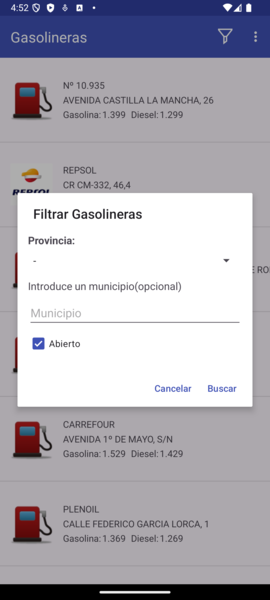 4:52
Gasolineras
Nº 10.935
AVENIDA CASTILLA LA MANCHA, 26
Gasolina: 1.399 Diesel: 1.299
REPSOL
REPSOL
CR CM-332, 46,4
Filtrar Gasolineras
Provincia:
-
E RO
Introduce un municipio(opcional)
Municipio
Abierto
Cancelar Buscar
CARREFOUR
AVENIDA 1º DE MAYO, S/N
Gasolina: 1.529 Diesel: 1.429
PLENOIL
CALLE FEDERICO GARCIA LORCA, 1
Gasolina: 1.369 Diesel: 1.269